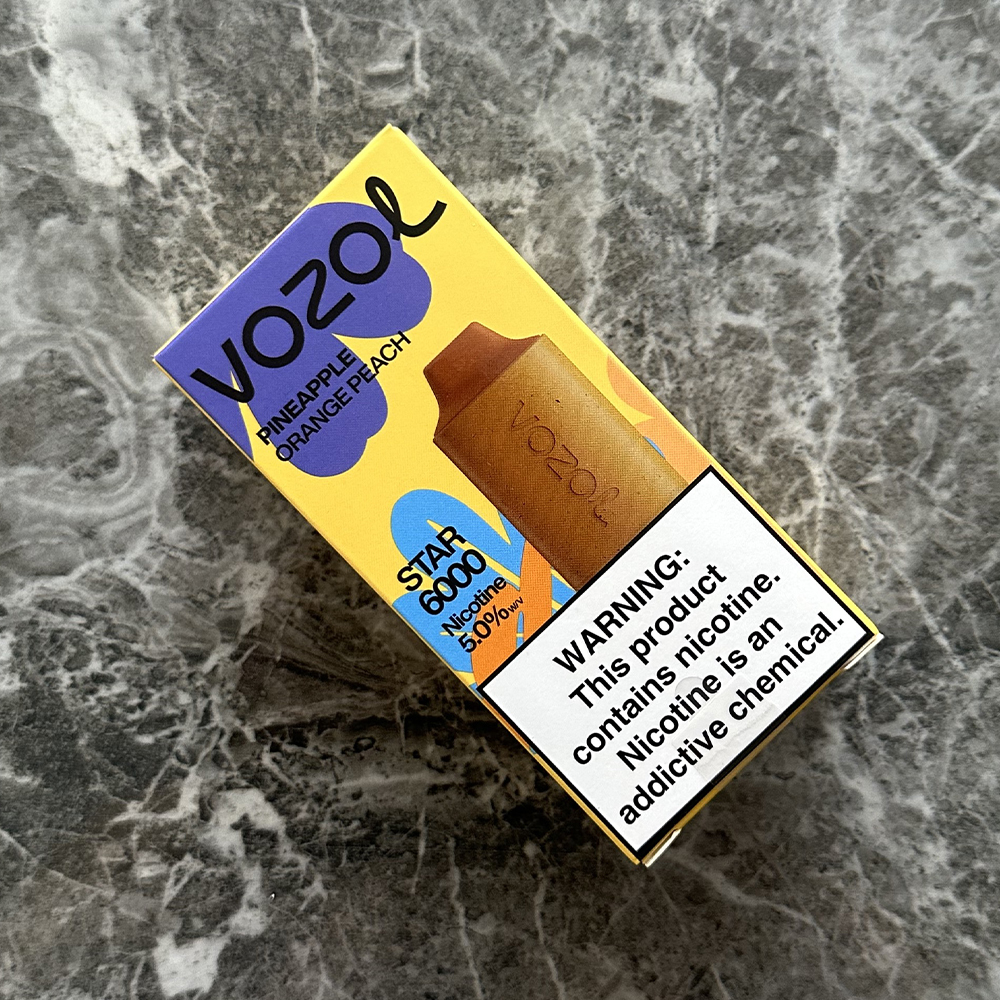 VOZOL
PINEAPPLE
ORANGE PEACH
VOZOL
STAR
6000
Nicotine
5.0% w/v
WARNING:
This product
contains nicotine.
Nicotine is an
addictive chemical.